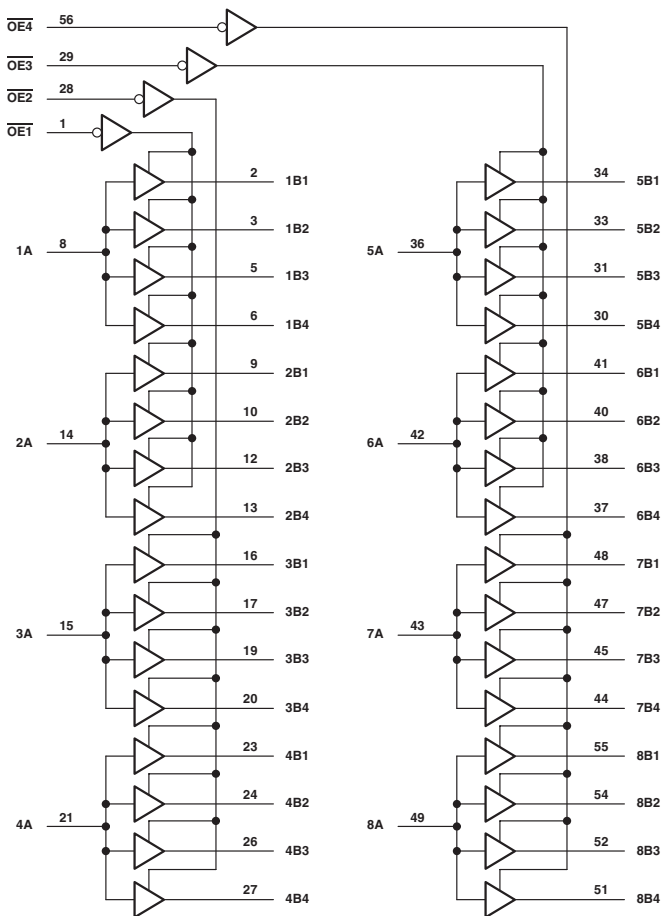 OE4 56
OE3 29
OE2 28
OE1 1
2 1B1
3 1B2
1A 8
5 1B3
6 1B4
9 2B1
10 2B2
2A 14
12 2B3
13 2B4
16 3B1
17 3B2
3A 15
19 3B3
20 3B4
23 4B1
24 4B2
4A 21
26 4B3
27 4B4
34 5B1
33 5B2
5A 36
31 5B3
30 5B4
41 6B1
40 6B2
6A 42
38 6B3
37 6B4
48 7B1
47 7B2
7A 43
45 7B3
44 7B4
55 8B1
54 8B2
8A 49
52 8B3
51 8B4